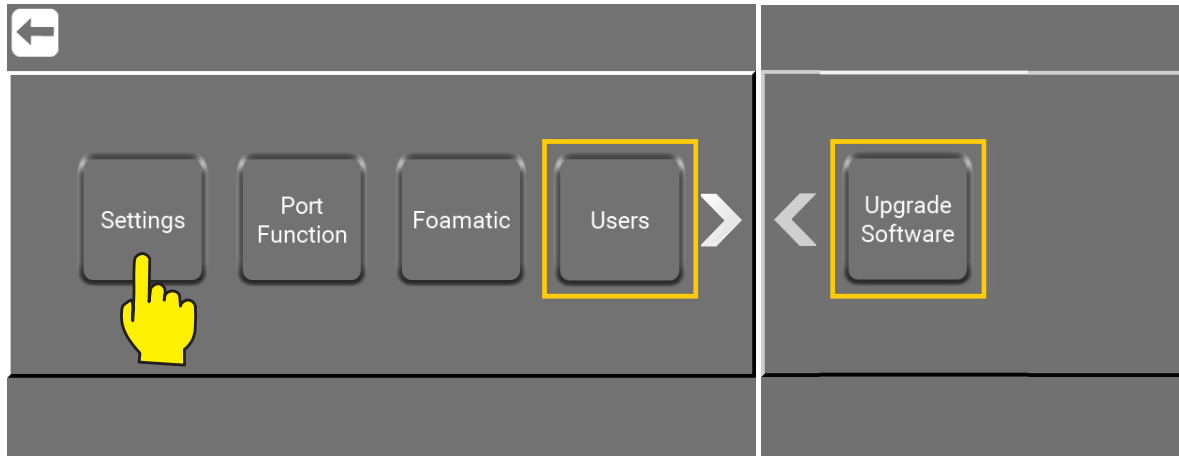 Settings
Port
Function
Foamatic
Users
Upgrade
Software